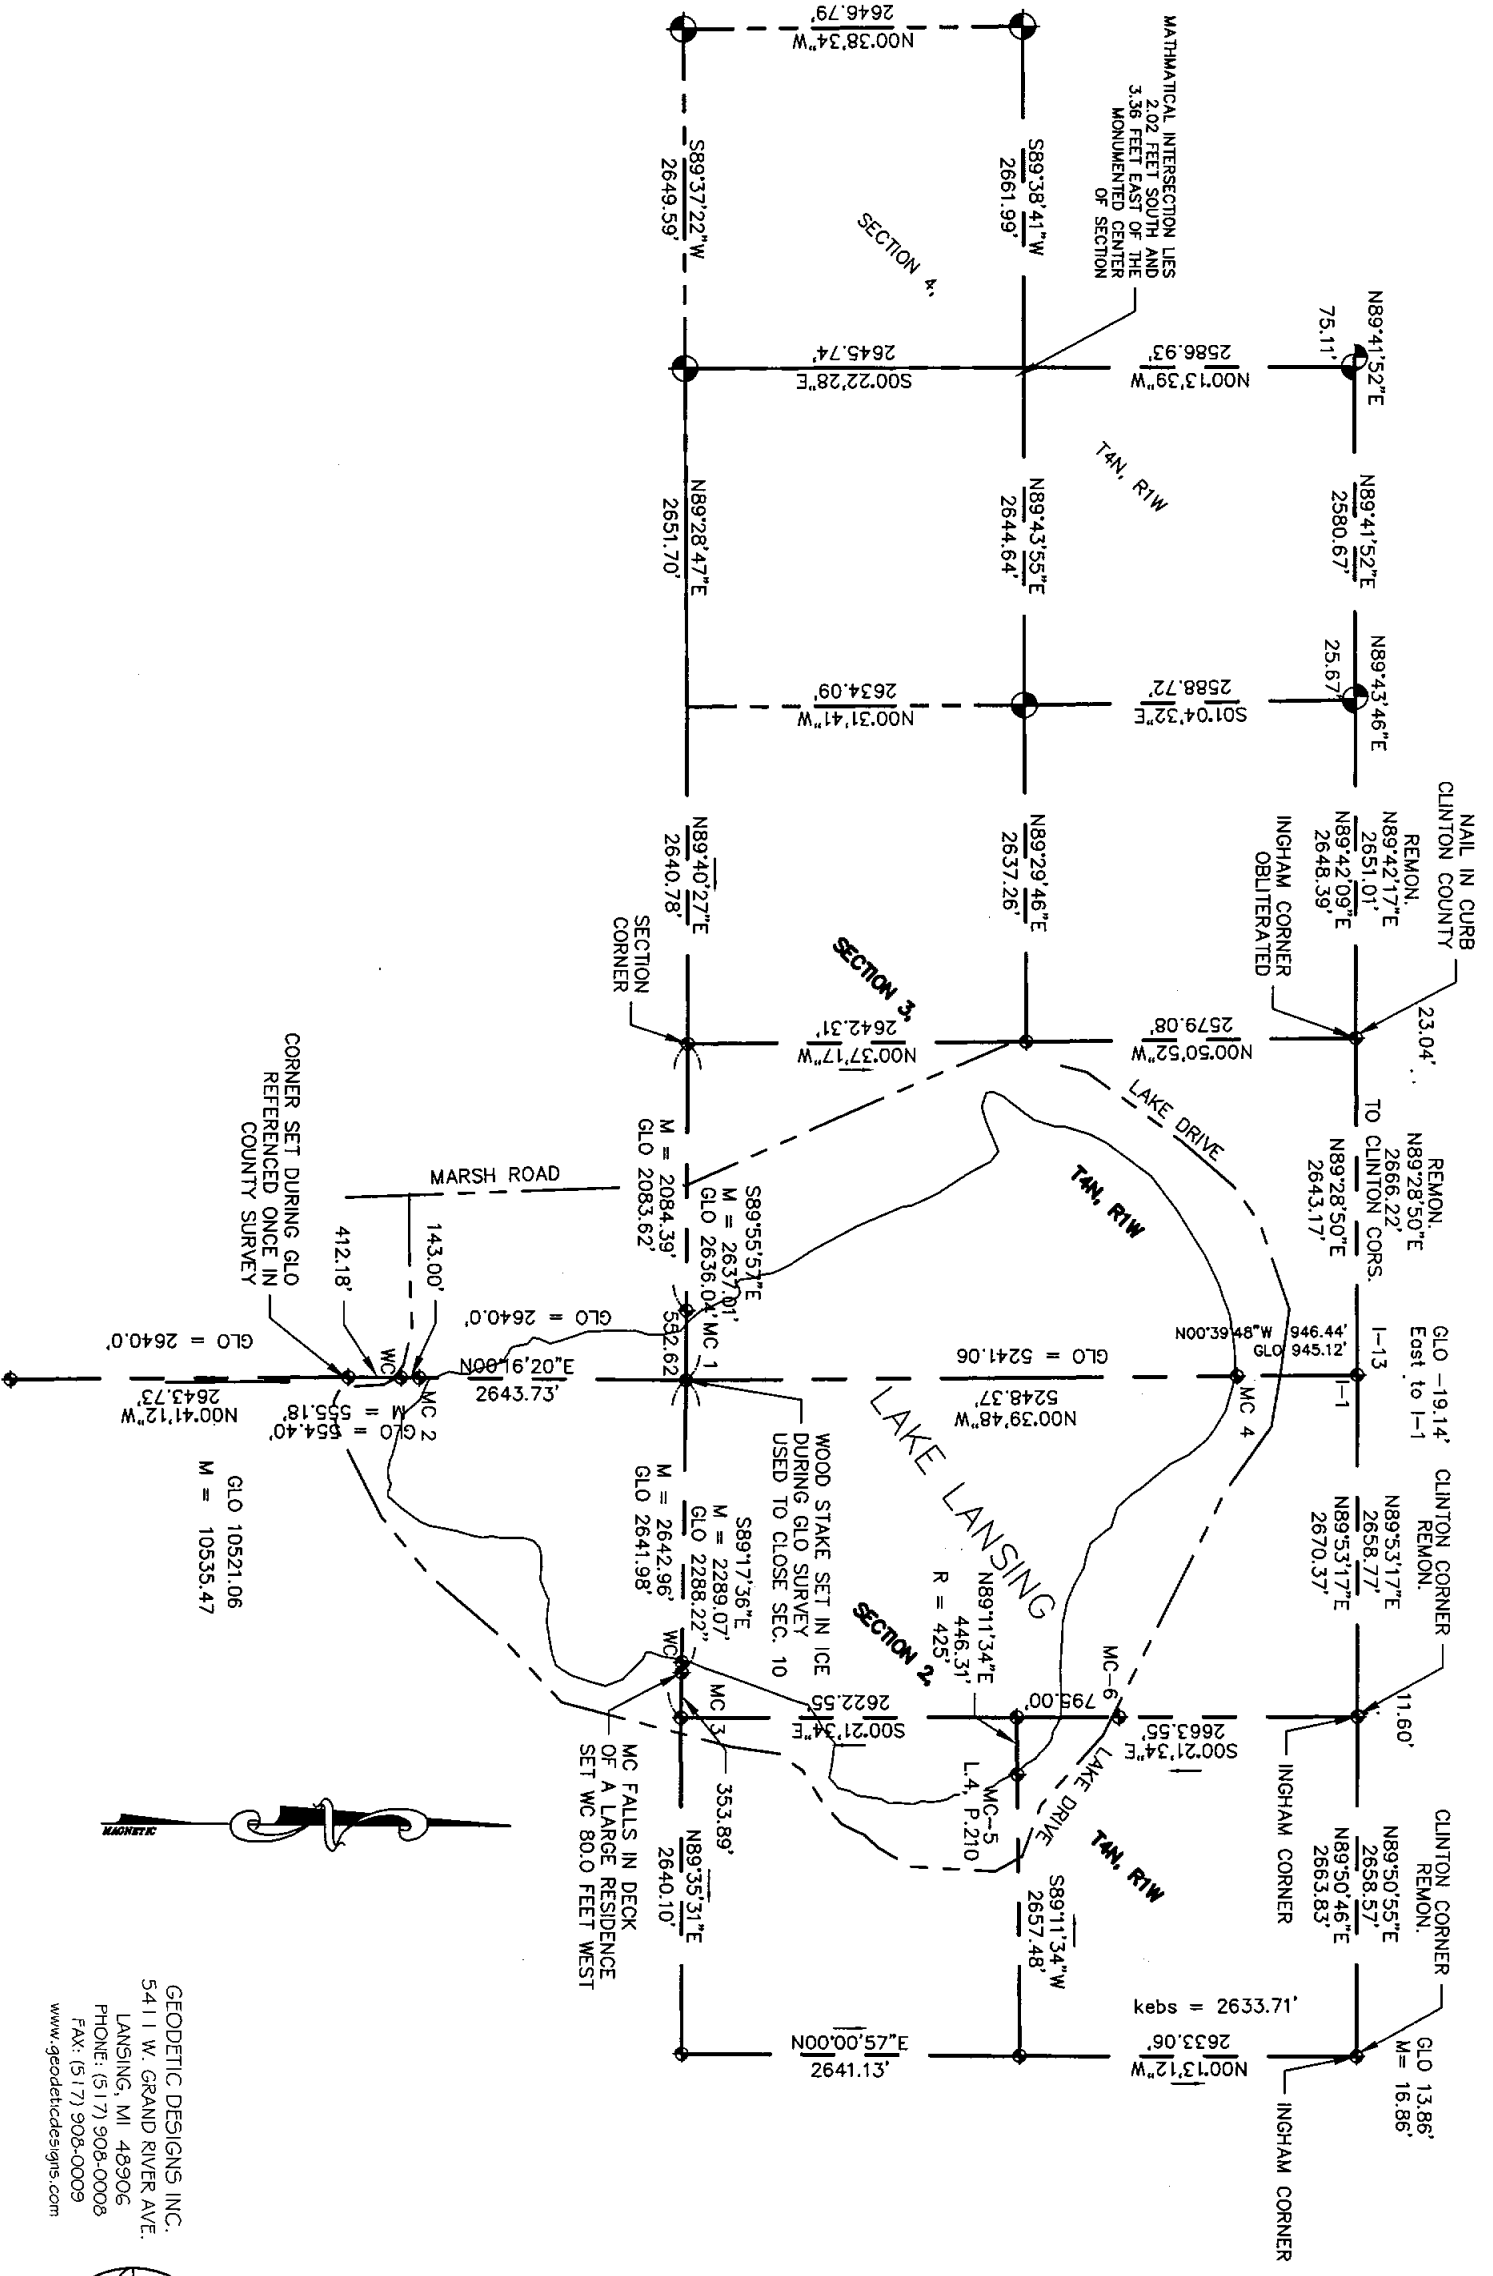 NAIL IN CURB
CLINTON COUNTY
CLINTON CORNER
REMON.
CLINTON CORNER
REMON.
GLO -19.14'
East to I-1
I-13
I-1
GLO 13.86'
M= 16.86'
N89°41'52"E
75.11'
N89°41'52"E
2580.67'
N89°43'46"E
25.67'
REMON.
N89°42'17"E
2651.01'
N89°42'09"E
2648.39'
23.04'
TO CLINTON CORS.
REMON.
N89°28'50"E
2666.22'
N89°28'50"E
2643.17'
N89°53'17"E
2658.77'
N89°53'17"E
2670.37'
11.60'
N89°50'55"E
2658.57'
N89°50'46"E
2663.83'
INGHAM CORNER
OBLITERATED
INGHAM CORNER
INGHAM CORNER
MATHMATICAL INTERSECTION LIES
2.02 FEET SOUTH AND
3.36 FEET EAST OF THE
MONUMENTED CENTER
OF SECTION
N00°13'39"W
2586.93'
S01°04'32"E
2588.72'
N00°50'52"W
2579.08'
N00°39'48"W 946.44'
GLO 945.12'
MC 4
S00°21'34"E
2663.55'
MC-6
795.00'
kebs = 2633.71'
N00°13'12"W
2633.06'
T4N, R1W
LAKE DRIVE
T4N, R1W
LAKE DRIVE
T4N, R1W
S89°38'41"W
2661.99'
N89°43'55"E
2644.64'
N89°29'46"E
2637.26'
N89°11'34"E
446.31'
R = 425'
MC-5
L.4, P.210
S89°11'34"W
2657.48'
SECTION 4,
SECTION 3,
LAKE LANSING
SECTION 2,
N00°38'34"W
2646.79'
S00°22'28"E
2645.74'
N00°31'41"W
2634.09'
N00°37'17"W
2642.31'
N00°39'48"W
5248.37'
GLO = 5241.06
S00°21'34"E
2622.55'
N00°00'57"E
2641.13'
WOOD STAKE SET IN ICE
DURING GLO SURVEY
USED TO CLOSE SEC. 10
S89°37'22"W
2649.59'
N89°28'47"E
2651.70'
N89°40'27"E
2640.78'
S89°55'57"E
M = 2637.01'
GLO 2636.04'
MC 1
552.62
M = 2084.39'
GLO 2083.62'
S89°17'36"E
M = 2289.07'
GLO 2288.22"
M = 2642.96'
GLO 2641.98'
WC
MC 3
353.89'
N89°35'31"E
2640.10'
SECTION
CORNER
MC FALLS IN DECK
OF A LARGE RESIDENCE
SET WC 80.0 FEET WEST
MARSH ROAD
GLO = 2640.0'
N00°16'20"E
2643.73'
143.00'
MC 2
WC
412.18'
CORNER SET DURING GLO
REFERENCED ONCE IN
COUNTY SURVEY
GLO = 554.40'
M = 555.18'
GLO = 2640.0'
N00°41'12"W
2643.73'
GLO 10521.06
M = 10535.47
MAGNETIC
GEODETIC DESIGNS INC.
5411 W. GRAND RIVER AVE.
LANSING, MI 48906
PHONE: (517) 908-0008
FAX: (517) 908-0009
www.geodeticdesigns.com